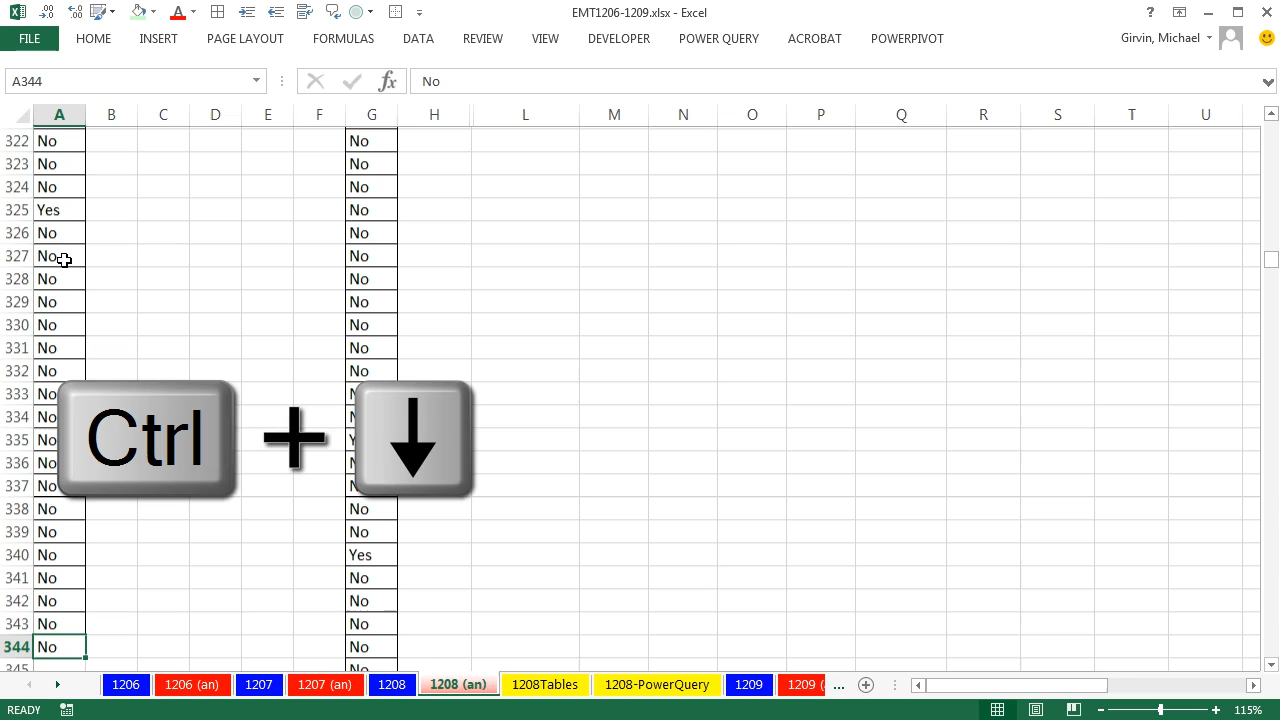 EMT1206-1209.xlsx - Excel
FILE HOME INSERT PAGE LAYOUT FORMULAS DATA REVIEW VIEW DEVELOPER POWER QUERY ACROBAT POWERPIVOT Girvin, Michael
A344 fx No
A B C D E F G H L M N O P Q R S T U
322 No No
323 No No
324 No No
325 Yes No
326 No No
327 No No
328 No No
329 No No
330 No No
331 No No
332 No No
333
334
335
336
337
Ctrl +
338 No No
339 No No
340 No Yes
341 No No
342 No No
343 No No
344 No No
345 No
1206 1206 (an) 1207 1207 (an) 1208 1208 (an) 1208Tables 1208-PowerQuery 1209 1209 ( ...
READY 115%